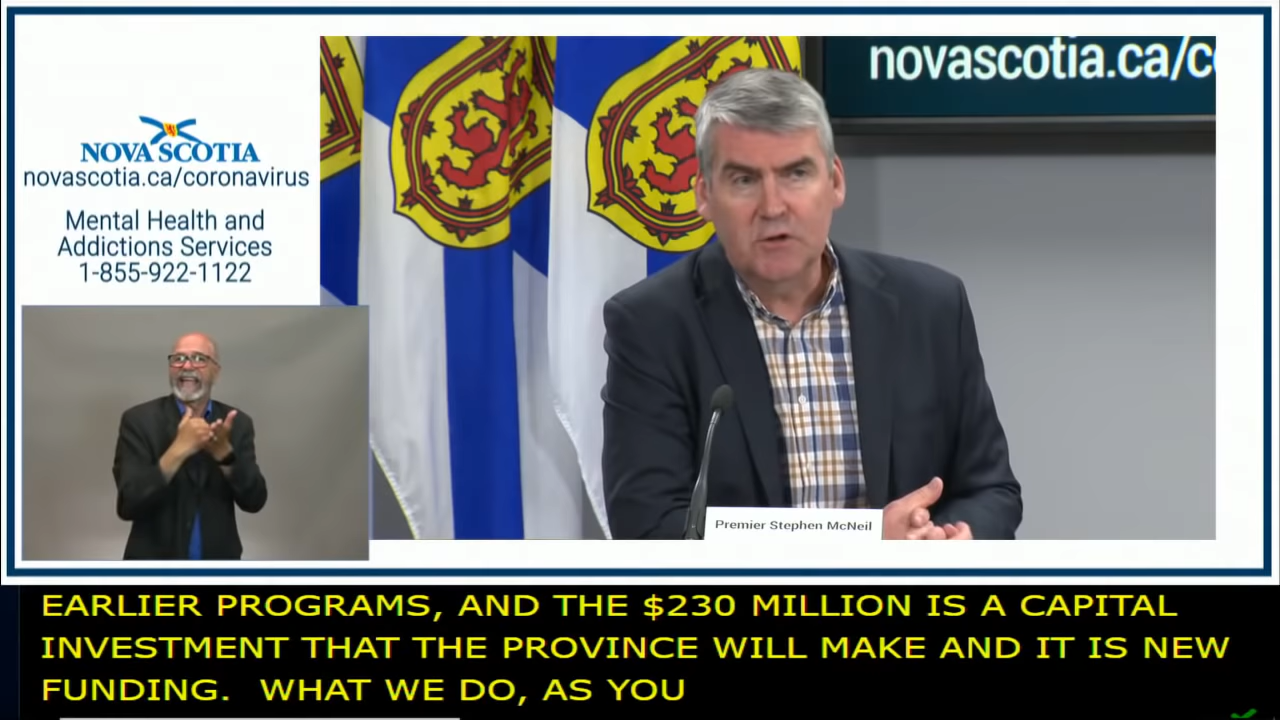 NOVA SCOTIA
novascotia.ca/coronavirus
Mental Health and
Addictions Services
1-855-922-1122
novascotia.ca/c
Premier Stephen McNeil
EARLIER PROGRAMS, AND THE $230 MILLION IS A CAPITAL
INVESTMENT THAT THE PROVINCE WILL MAKE AND IT IS NEW
FUNDING. WHAT WE DO, AS YOU